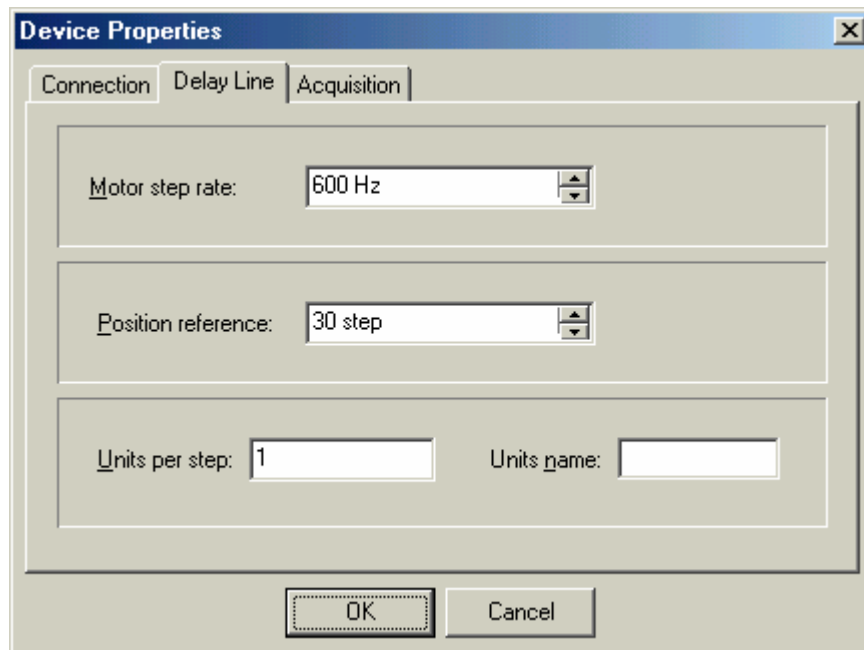 Device Properties
Connection Delay Line Acquisition
Motor step rate: 600 Hz
Position reference: 30 step
Units per step: 1 Units name:
OK Cancel